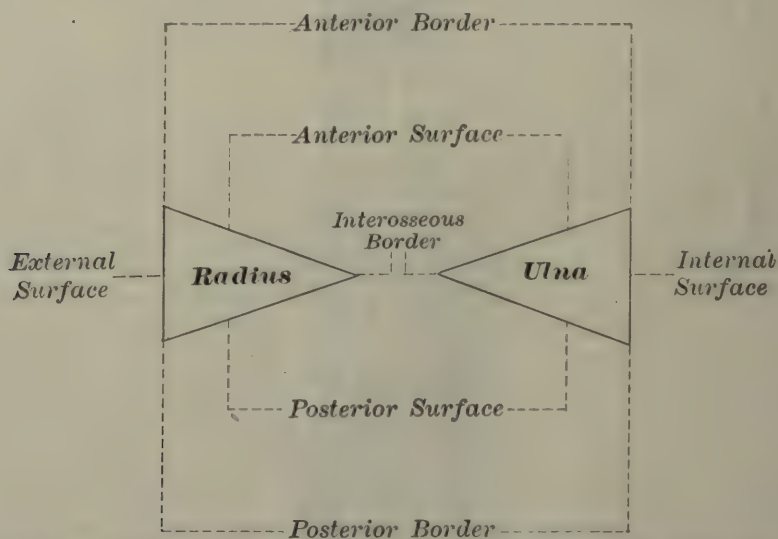 Anterior Border
Anterior Surface
Interosseous
Border
External
Surface
Radius
Ulna
Internal
Surface
Posterior Surface
Posterior Border